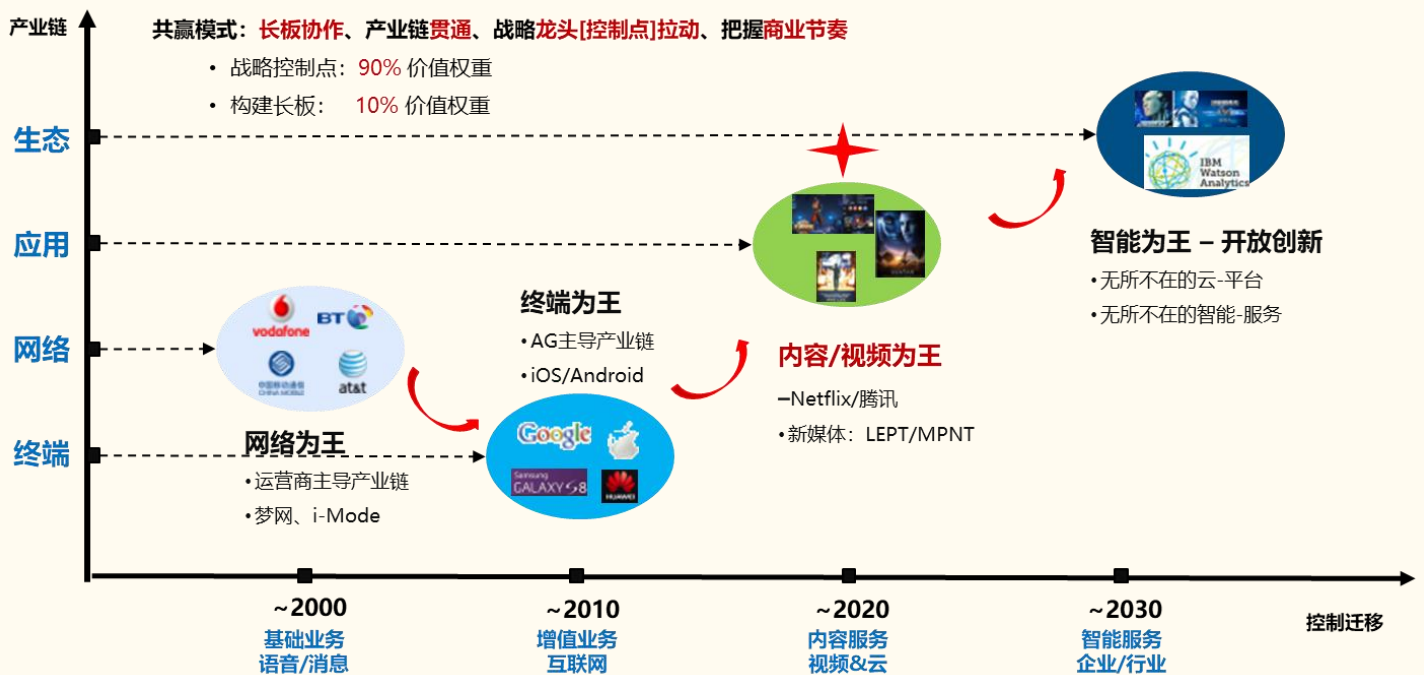 产业链
共赢模式：长板协作、产业链贯通、战略龙头[控制点]拉动、把握商业节奏
• 战略控制点：90% 价值权重
• 构建长板： 10% 价值权重
生态
应用
网络
终端
vodafone
BT
中国移动通信
CHINA MOBILE
at&t
网络为王
•运营商主导产业链
•梦网、i-Mode
终端为王
•AG主导产业链
•iOS/Android
Google
Samsung
GALAXY S8
HUAWEI
内容/视频为王
–Netflix/腾讯
•新媒体：LEPT/MPNT
IBM
Watson
Analytics
智能为王 – 开放创新
•无所不在的云-平台
•无所不在的智能-服务
~2000
基础业务
语音/消息
~2010
增值业务
互联网
~2020
内容服务
视频&云
~2030
智能服务
企业/行业
控制迁移